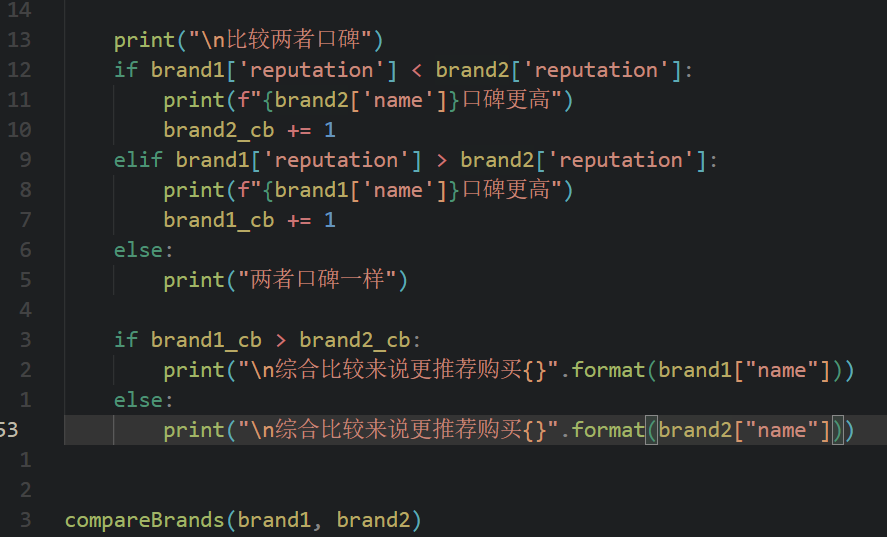 14
13 print("\n比较两者口碑")
12 if brand1['reputation'] < brand2['reputation']:
11 print(f"{brand2['name']}口碑更高")
10 brand2_cb += 1
9 elif brand1['reputation'] > brand2['reputation']:
8 print(f"{brand1['name']}口碑更高")
7 brand1_cb += 1
6 else:
5 print("两者口碑一样")
4
3 if brand1_cb > brand2_cb:
2 print("\n综合比较来说更推荐购买{}".format(brand1["name"]))
1 else:
53 print("\n综合比较来说更推荐购买{}".format(brand2["name"]))
1
2
3 compareBrands(brand1, brand2)